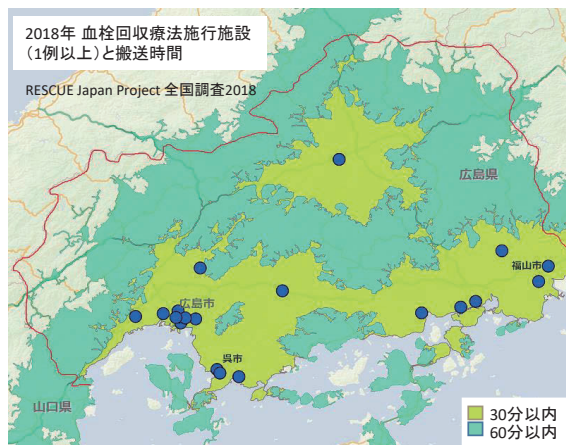 2018年 血栓回収療法施行施設
（1例以上）と搬送時間
RESCUE Japan Project 全国調査2018
広島県
福山市
広島市
呉市
山口県
30分以内
60分以内